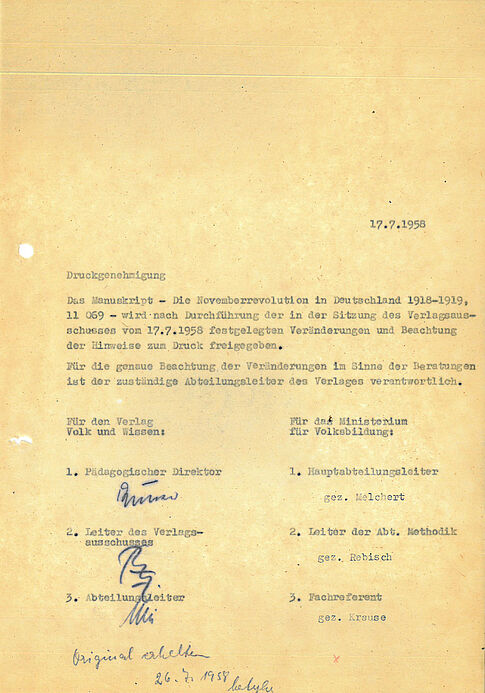 17.7.1958
Druckgenehmigung
Das Manuskript - Die Novemberrevolution in Deutschland 1918-1919,
11 069 - wird nach Durchführung der in der Sitzung des Verlagsaus-
schusses vom 17.7.1958 festgelegten Veränderungen und Beachtung
der Hinweise zum Druck freigegeben.
Für die genaue Beachtung der Veränderungen im Sinne der Beratungen
ist der zuständige Abteilungsleiter des Verlages verantwortlich.
Für den Verlag
Volk und Wissen:
Für das Ministerium
für Volksbildung:
1. Pädagogischer Direktor
1. Hauptabteilungsleiter
gez. Melchert
2. Leiter des Verlags-
ausschusses
2. Leiter der Abt. Methodik
gez. Rebisch
3. Abteilungsleiter
3. Fachreferent
gez. Krause
Original erhalten
26.7.1958